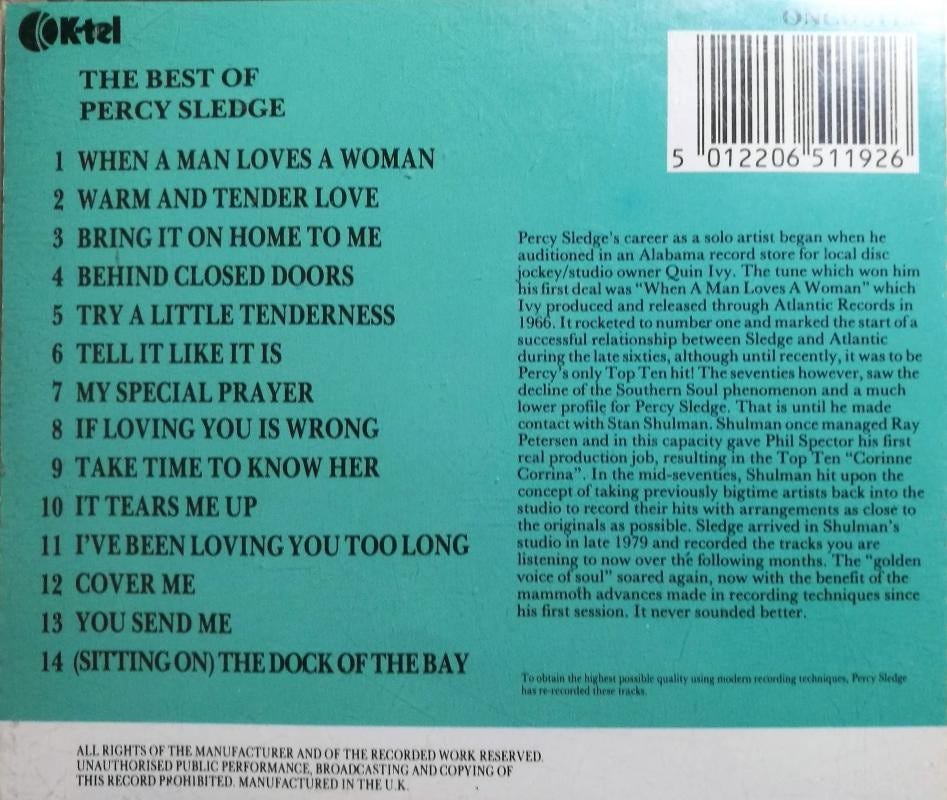 K-tel
THE BEST OF
PERCY SLEDGE
1 WHEN A MAN LOVES A WOMAN
2 WARM AND TENDER LOVE
3 BRING IT ON HOME TO ME
4 BEHIND CLOSED DOORS
5 TRY A LITTLE TENDERNESS
6 TELL IT LIKE IT IS
7 MY SPECIAL PRAYER
8 IF LOVING YOU IS WRONG
9 TAKE TIME TO KNOW HER
10 IT TEARS ME UP
11 I'VE BEEN LOVING YOU TOO LONG
12 COVER ME
13 YOU SEND ME
14 (SITTING ON) THE DOCK OF THE BAY
5 012206 511926
Percy Sledge's career as a solo artist began when he
auditioned in an Alabama record store for local disc
jockey/studio owner Quin Ivy. The tune which won him
his first deal was "When A Man Loves A Woman" which
Ivy produced and released through Atlantic Records in
1966. It rocketed to number one and marked the start of a
successful relationship between Sledge and Atlantic
during the late sixties, although until recently, it was to be
Percy's only Top Ten hit! The seventies however, saw the
decline of the Southern Soul phenomenon and a much
lower profile for Percy Sledge. That is until he made
contact with Stan Shulman. Shulman once managed Ray
Petersen and in this capacity gave Phil Spector his first
real production job, resulting in the Top Ten "Corinne
Corrina". In the mid-seventies, Shulman hit upon the
concept of taking previously bigtime artists back into the
studio to record their hits with arrangements as close to
the originals as possible. Sledge arrived in Shulman's
studio in late 1979 and recorded the tracks you are
listening to now over the following months. The "golden
voice of soul" soared again, now with the benefit of the
mammoth advances made in recording techniques since
his first session. It never sounded better.
To obtain the highest possible quality using modern recording techniques, Percy Sledge
has re-recorded these tracks.
ALL RIGHTS OF THE MANUFACTURER AND OF THE RECORDED WORK RESERVED.
UNAUTHORISED PUBLIC PERFORMANCE, BROADCASTING AND COPYING OF
THIS RECORD PROHIBITED. MANUFACTURED IN THE U.K.